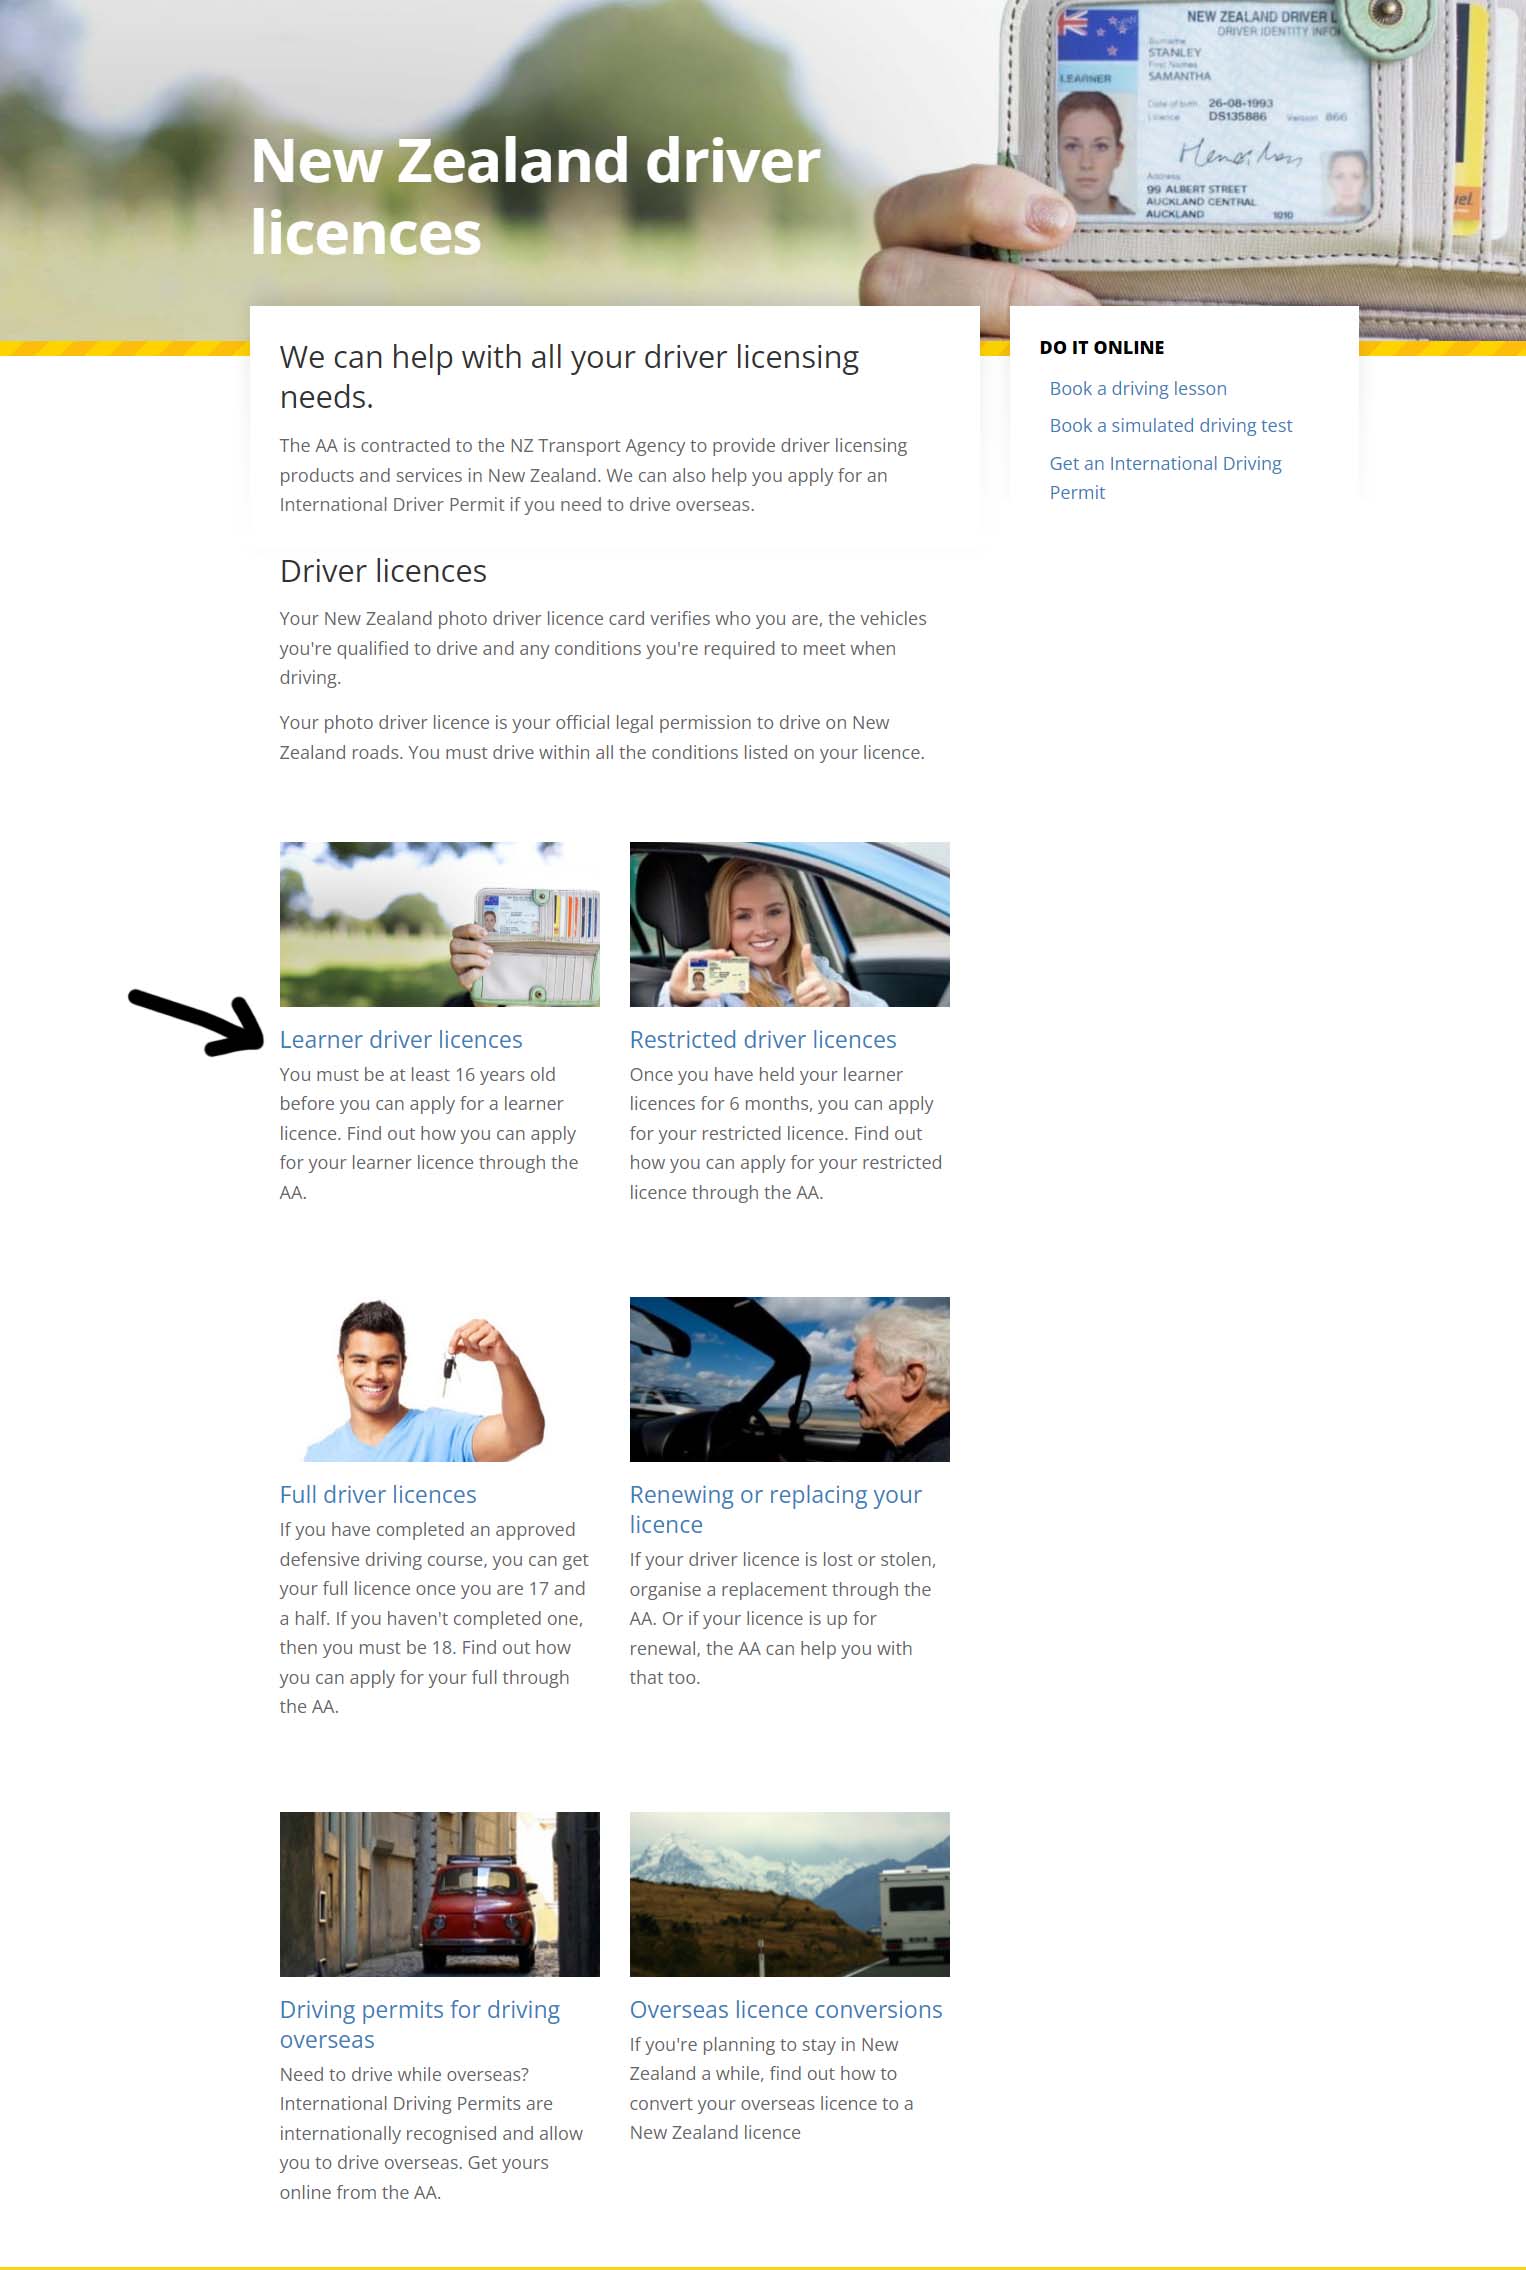 NEW ZEALAND DRIVER L
DRIVER IDENTITY INFO
Surname
STANLEY
First Names
SAMANTHA
LEARNER
Date of birth 26-08-1993
Licence DS135886 Version 866
Address
99 ALBERT STREET
AUCKLAND CENTRAL
AUCKLAND 1010
New Zealand driver
licences
We can help with all your driver licensing
needs.
The AA is contracted to the NZ Transport Agency to provide driver licensing
products and services in New Zealand. We can also help you apply for an
International Driver Permit if you need to drive overseas.
DO IT ONLINE
Book a driving lesson
Book a simulated driving test
Get an International Driving
Permit
Driver licences
Your New Zealand photo driver licence card verifies who you are, the vehicles
you're qualified to drive and any conditions you're required to meet when
driving.
Your photo driver licence is your official legal permission to drive on New
Zealand roads. You must drive within all the conditions listed on your licence.
Learner driver licences
You must be at least 16 years old
before you can apply for a learner
licence. Find out how you can apply
for your learner licence through the
AA.
Restricted driver licences
Once you have held your learner
licences for 6 months, you can apply
for your restricted licence. Find out
how you can apply for your restricted
licence through the AA.
Full driver licences
If you have completed an approved
defensive driving course, you can get
your full licence once you are 17 and
a half. If you haven't completed one,
then you must be 18. Find out how
you can apply for your full through
the AA.
Renewing or replacing your
licence
If your driver licence is lost or stolen,
organise a replacement through the
AA. Or if your licence is up for
renewal, the AA can help you with
that too.
Driving permits for driving
overseas
Need to drive while overseas?
International Driving Permits are
internationally recognised and allow
you to drive overseas. Get yours
online from the AA.
Overseas licence conversions
If you're planning to stay in New
Zealand a while, find out how to
convert your overseas licence to a
New Zealand licence